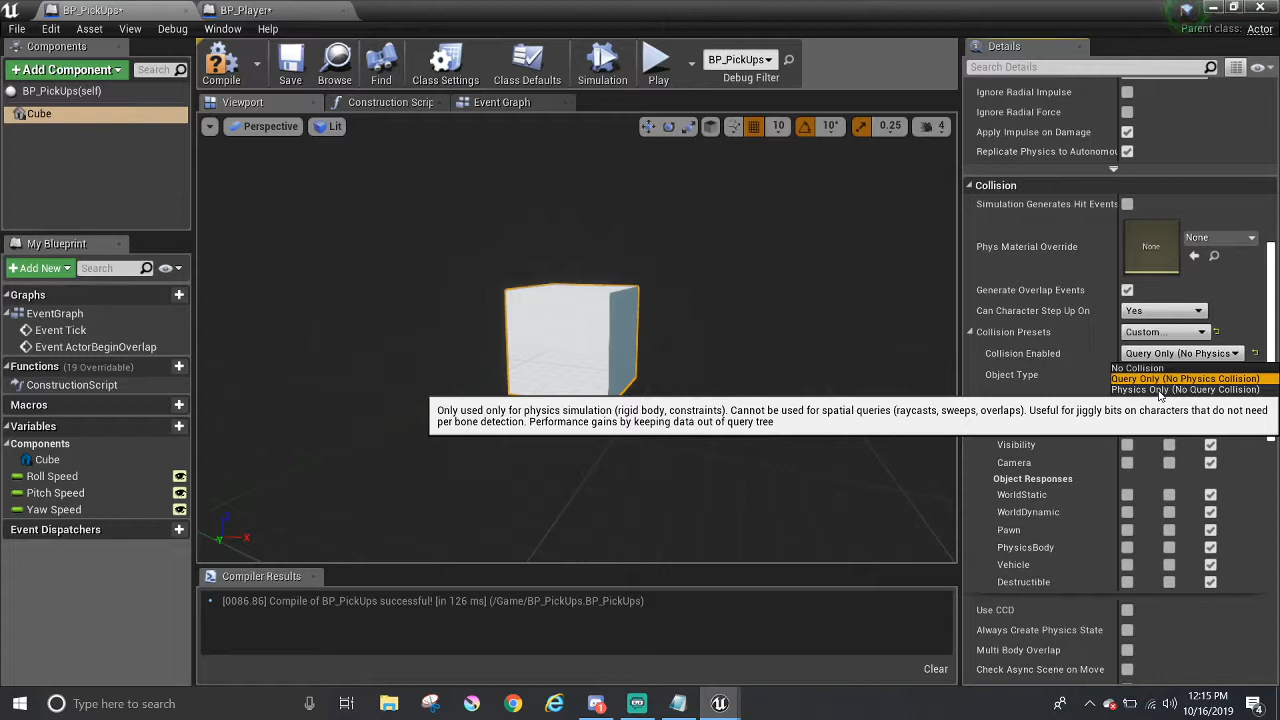 BP_PickUps*
BP_Player*
Parent class: Actor
File Edit Asset View Debug Window Help
Components
+Add Component Search
BP_PickUps(self)
Cube
Compile
Save
Browse
Find
Class Settings
Class Defaults
Simulation
Play
BP_Player
Debug Filter
Viewport
Construction Scrip
Event Graph
Perspective
Lit
10
10°
0.25
4
My Blueprint
+Add New Search
Graphs
EventGraph
Event Tick
Event ActorBeginOverlap
Functions (19 Overridable)
ConstructionScript
Macros
Variables
Components
Cube
Roll Speed
Pitch Speed
Yaw Speed
Event Dispatchers
Compiler Results
[0086.86] Compile of BP_PickUps successful! [in 126 ms] (/Game/BP_PickUps.BP_PickUps)
Clear
Details
Search Details
Ignore Radial Impulse
Ignore Radial Force
Apply Impulse on Damage
Replicate Physics to Autonomou
Collision
Simulation Generates Hit Events
Phys Material Override
None
None
Generate Overlap Events
Can Character Step Up On Yes
Collision Presets Custom...
Collision Enabled Query Only (No Physics
No Collision
Object Type
Query Only (No Physics Collision)
Physics Only (No Query Collision)
Only used only for physics simulation (rigid body, constraints). Cannot be used for spatial queries (raycasts, sweeps, overlaps). Useful for jiggly bits on characters that do not need
per bone detection. Performance gains by keeping data out of query tree
Visibility
Camera
Object Responses
WorldStatic
WorldDynamic
Pawn
PhysicsBody
Vehicle
Destructible
Use CCD
Always Create Physics State
Multi Body Overlap
Check Async Scene on Move
Type here to search
12:15 PM
10/16/2019
4